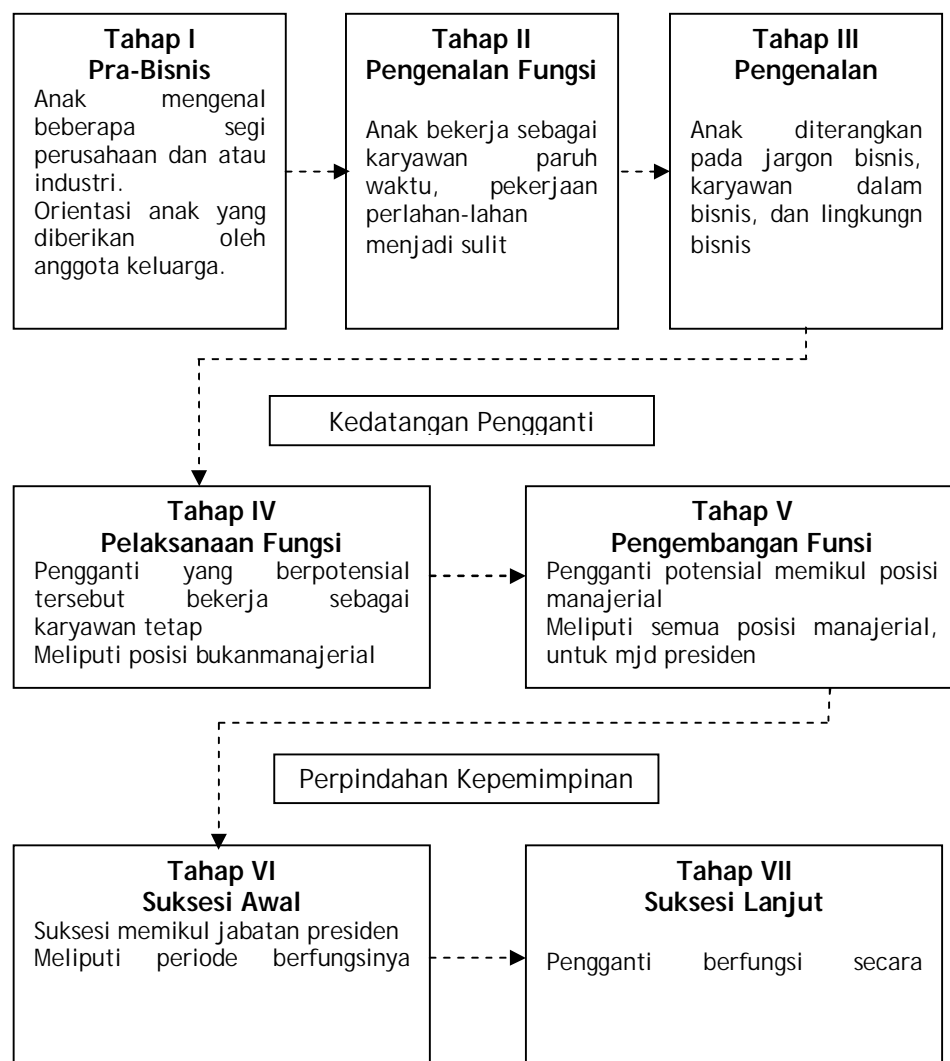 Tahap I
Pra-Bisnis
Anak mengenal
beberapa segi
perusahaan dan atau
industri.
Orientasi anak yang
diberikan oleh
anggota keluarga.
Tahap II
Pengenalan Fungsi
Anak bekerja sebagai
karyawan paruh
waktu, pekerjaan
perlahan-lahan
menjadi sulit
Tahap III
Pengenalan
Anak diterangkan
pada jargon bisnis,
karyawan dalam
bisnis, dan lingkungn
bisnis
Kedatangan Pengganti
Tahap IV
Pelaksanaan Fungsi
Pengganti yang berpotensial
tersebut bekerja sebagai
karyawan tetap
Meliputi posisi bukanmanajerial
Tahap V
Pengembangan Funsi
Pengganti potensial memikul posisi
manajerial
Meliputi semua posisi manajerial,
untuk mjd presiden
Perpindahan Kepemimpinan
Tahap VI
Suksesi Awal
Suksesi memikul jabatan presiden
Meliputi periode berfungsinya
Tahap VII
Suksesi Lanjut
Pengganti berfungsi secara